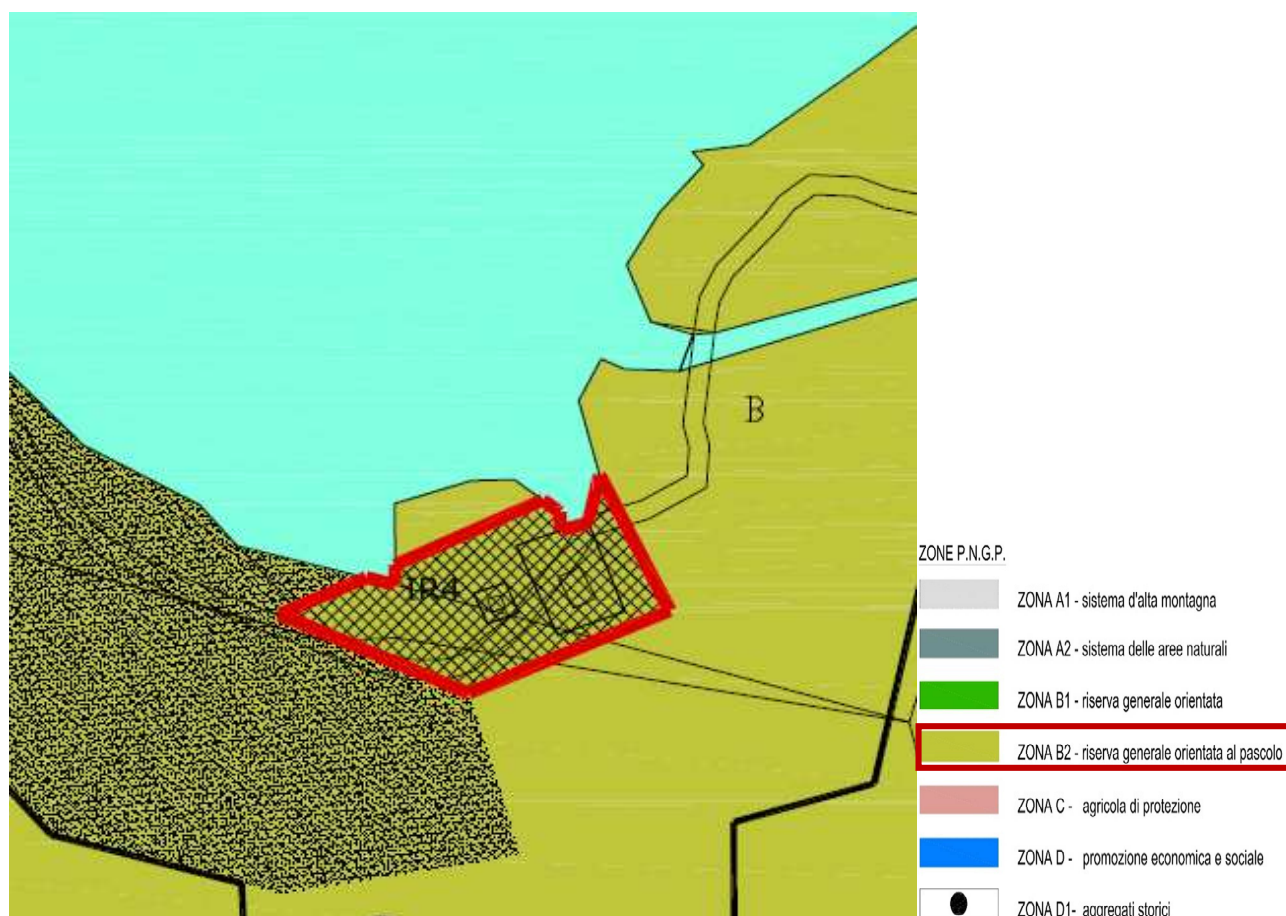 B
IR4
ZONE P.N.G.P.
ZONA A1 - sistema d'alta montagna
ZONA A2 - sistema delle aree naturali
ZONA B1 - riserva generale orientata
ZONA B2 - riserva generale orientata al pascolo
ZONA C - agricola di protezione
ZONA D - promozione economica e sociale
ZONA D1- aggregati storici